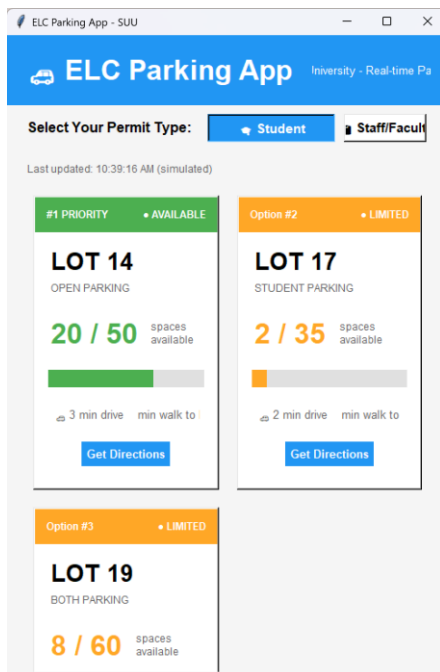 ELC Parking App - SUU
ELC Parking App
University - Real-time Pa
Select Your Permit Type:
Student
Staff/Facult
Last updated: 10:39:16 AM (simulated)
#1 PRIORITY ● AVAILABLE
LOT 14
OPEN PARKING
20 / 50
spaces
available
3 min drive min walk to
Get Directions
Option #2 ● LIMITED
LOT 17
STUDENT PARKING
2 / 35
spaces
available
2 min drive min walk to
Get Directions
Option #3 ● LIMITED
LOT 19
BOTH PARKING
8 / 60
spaces
available